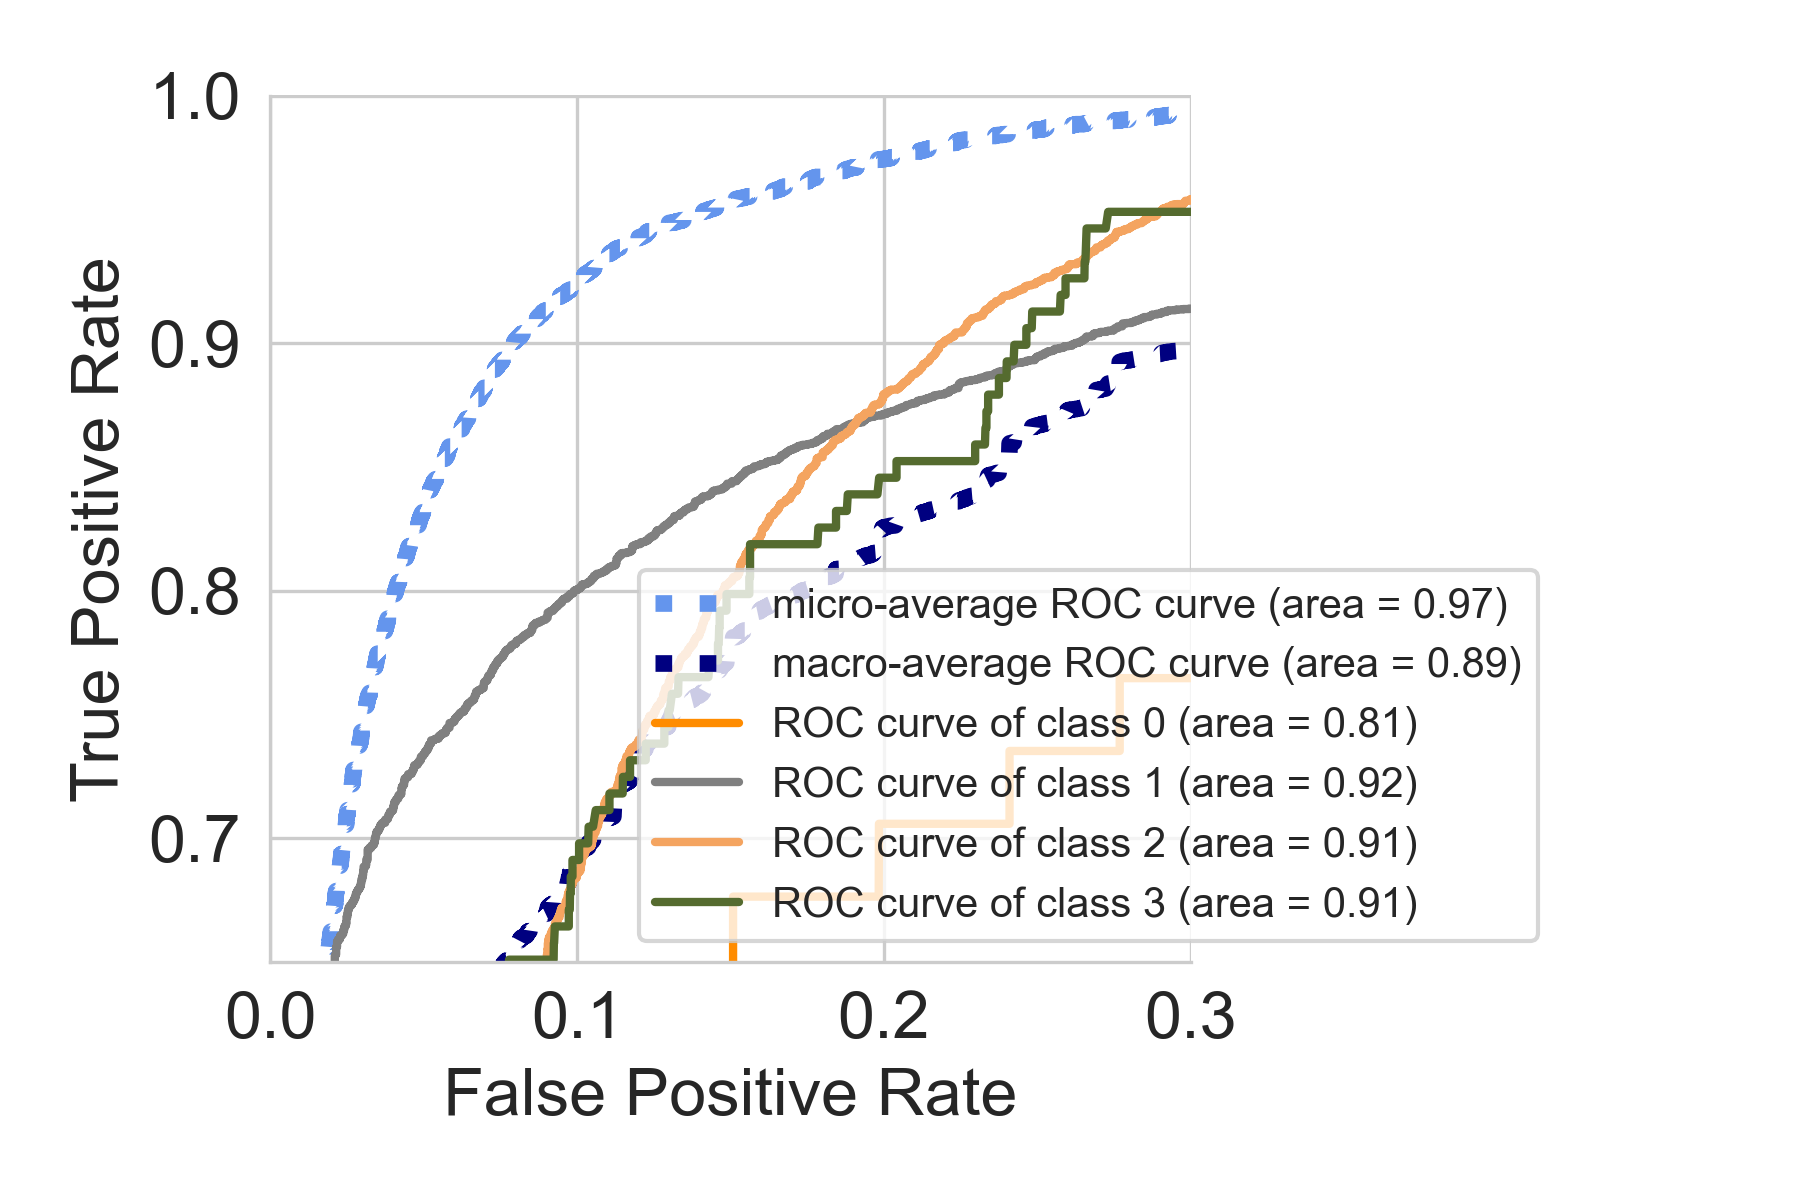 True Positive Rate
1.0
0.9
0.8
0.7
0.0
0.1
0.2
0.3
False Positive Rate
micro-average ROC curve (area = 0.97)
macro-average ROC curve (area = 0.89)
ROC curve of class 0 (area = 0.81)
ROC curve of class 1 (area = 0.92)
ROC curve of class 2 (area = 0.91)
ROC curve of class 3 (area = 0.91)